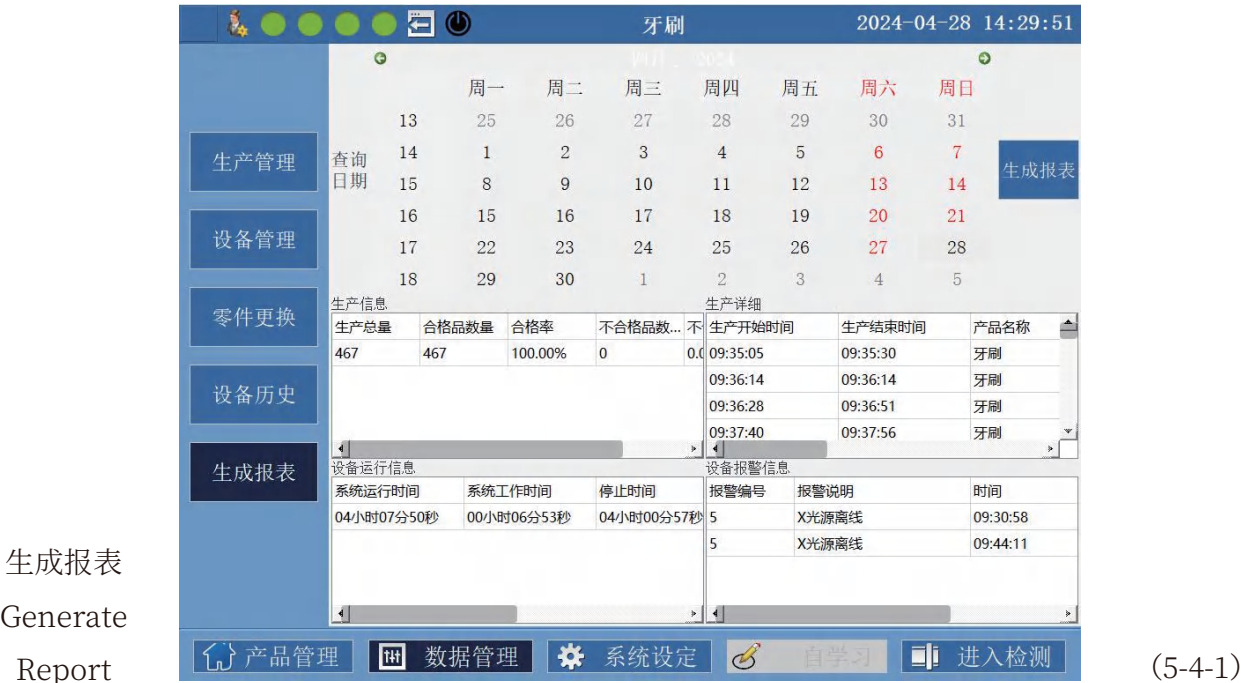 牙刷 2024-04-28 14:29:51
四月, 2024
周一 周二 周三 周四 周五 周六 周日
13 25 26 27 28 29 30 31
14 1 2 3 4 5 6 7
15 8 9 10 11 12 13 14
16 15 16 17 18 19 20 21
17 22 23 24 25 26 27 28
18 29 30 1 2 3 4 5
查询
日期
生成报表
生产管理
设备管理
零件更换
设备历史
生成报表
生产信息
生产总量 合格品数量 合格率 不合格品数... 不
467 467 100.00% 0 0.0
生产详细
生产开始时间 生产结束时间 产品名称
09:35:05 09:35:30 牙刷
09:36:14 09:36:14 牙刷
09:36:28 09:36:51 牙刷
09:37:40 09:37:56 牙刷
设备运行信息
系统运行时间 系统工作时间 停止时间
04小时07分50秒 00小时06分53秒 04小时00分57秒
设备报警信息
报警编号 报警说明 时间
5 X光源离线 09:30:58
5 X光源离线 09:44:11
产品管理 数据管理 系统设定 自学习 进入检测
生成报表
Generate
Report
(5-4-1)